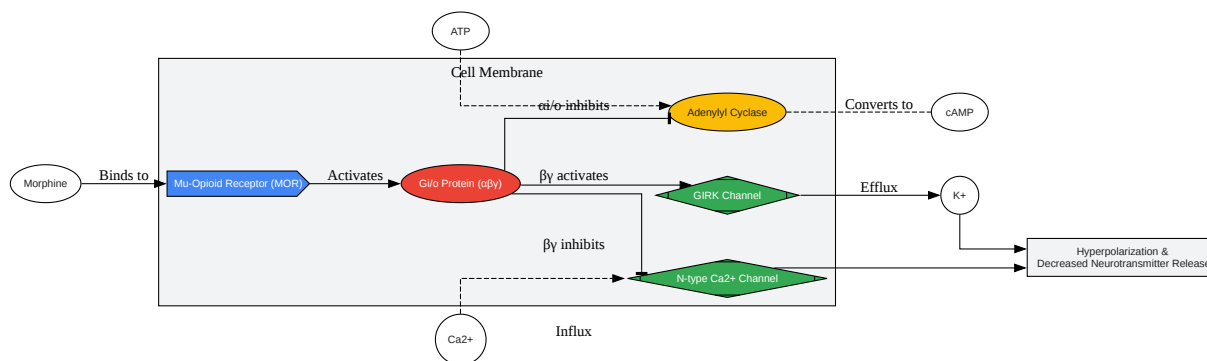 ATP
Cell Membrane
αi/o inhibits
Adenylyl Cyclase
Converts to
cAMP
Morphine
Binds to
Mu-Opioid Receptor (MOR)
Activates
Gi/o Protein (αβγ)
βγ activates
GIRK Channel
Efflux
K+
βγ inhibits
Hyperpolarization &
Decreased Neurotransmitter Release
N-type Ca2+ Channel
Ca2+
Influx